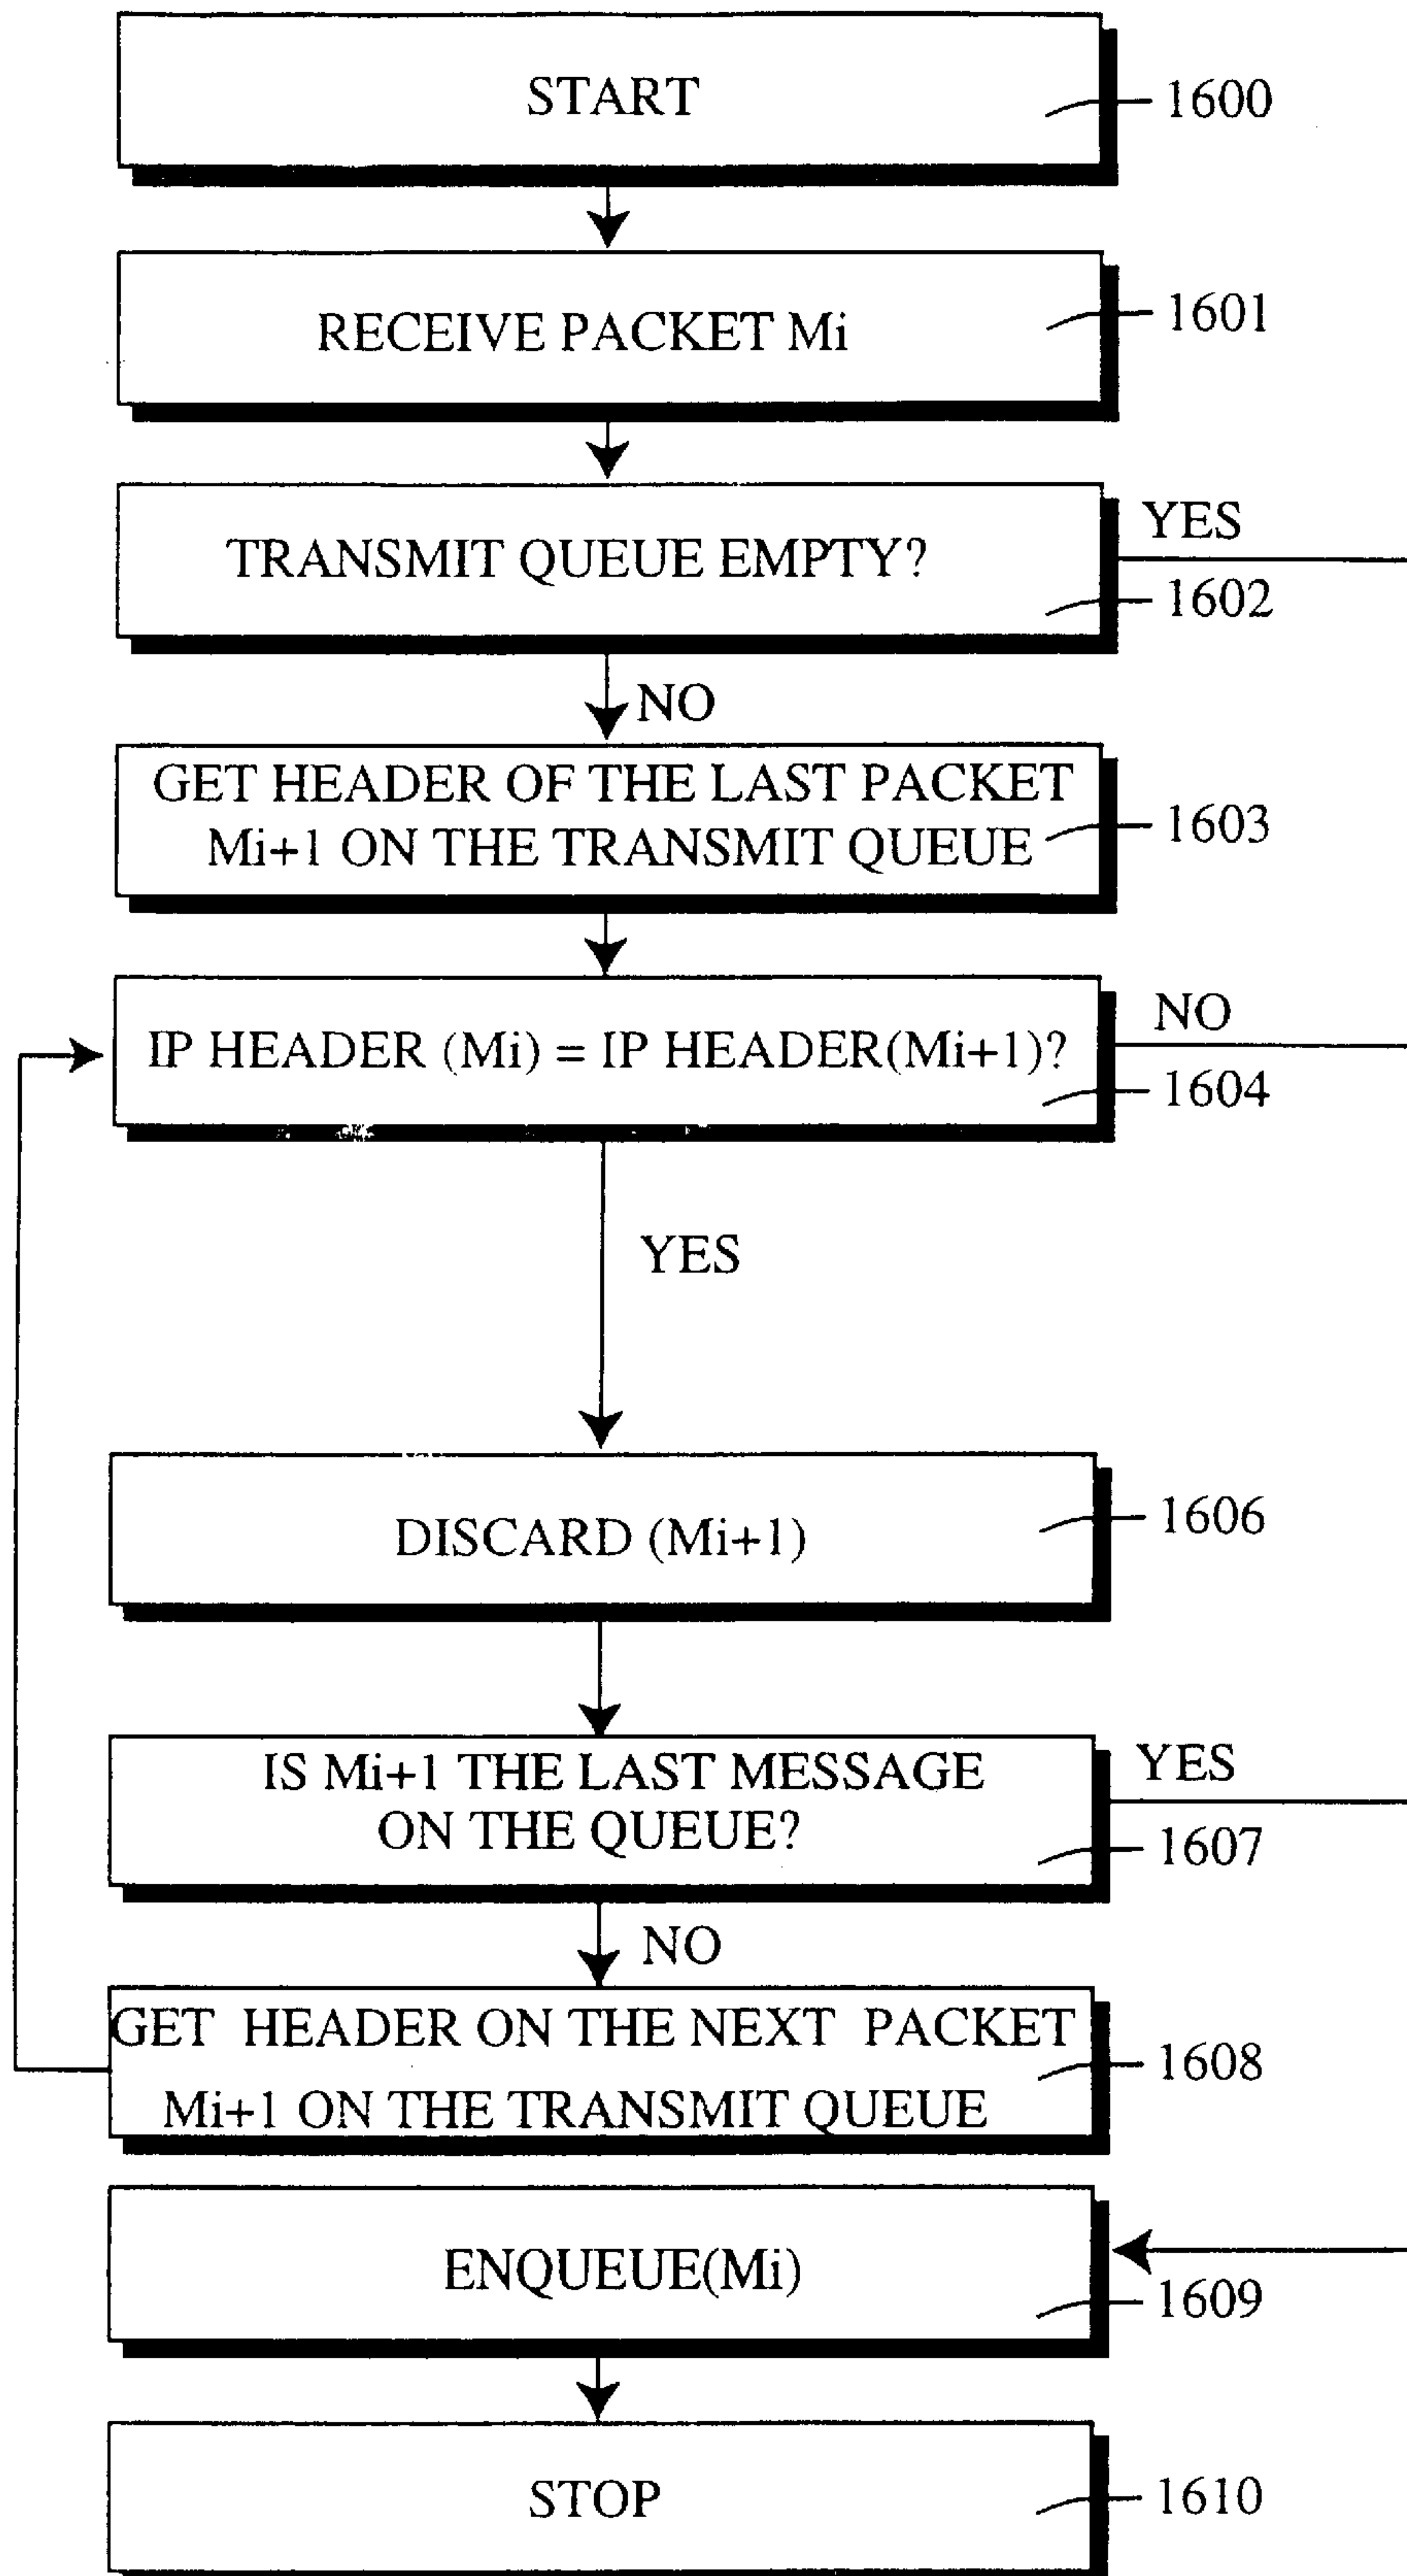 START
1600
RECEIVE PACKET Mi
1601
TRANSMIT QUEUE EMPTY?
YES
1602
NO
GET HEADER OF THE LAST PACKET
Mi+1 ON THE TRANSMIT QUEUE
1603
IP HEADER (Mi) = IP HEADER(Mi+1)?
NO
1604
YES
DISCARD (Mi+1)
1606
IS Mi+1 THE LAST MESSAGE
ON THE QUEUE?
YES
1607
NO
GET HEADER ON THE NEXT PACKET
Mi+1 ON THE TRANSMIT QUEUE
1608
ENQUEUE(Mi)
1609
STOP
1610